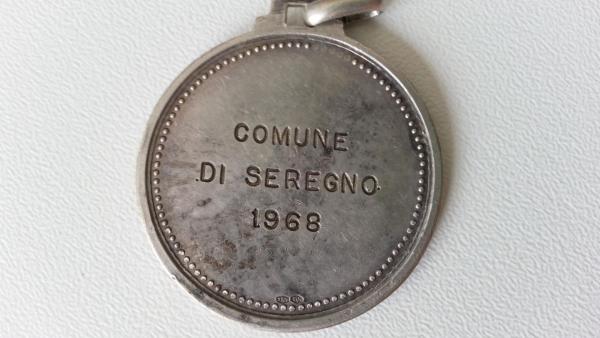 COMUNE
DI SEREGNO
1968